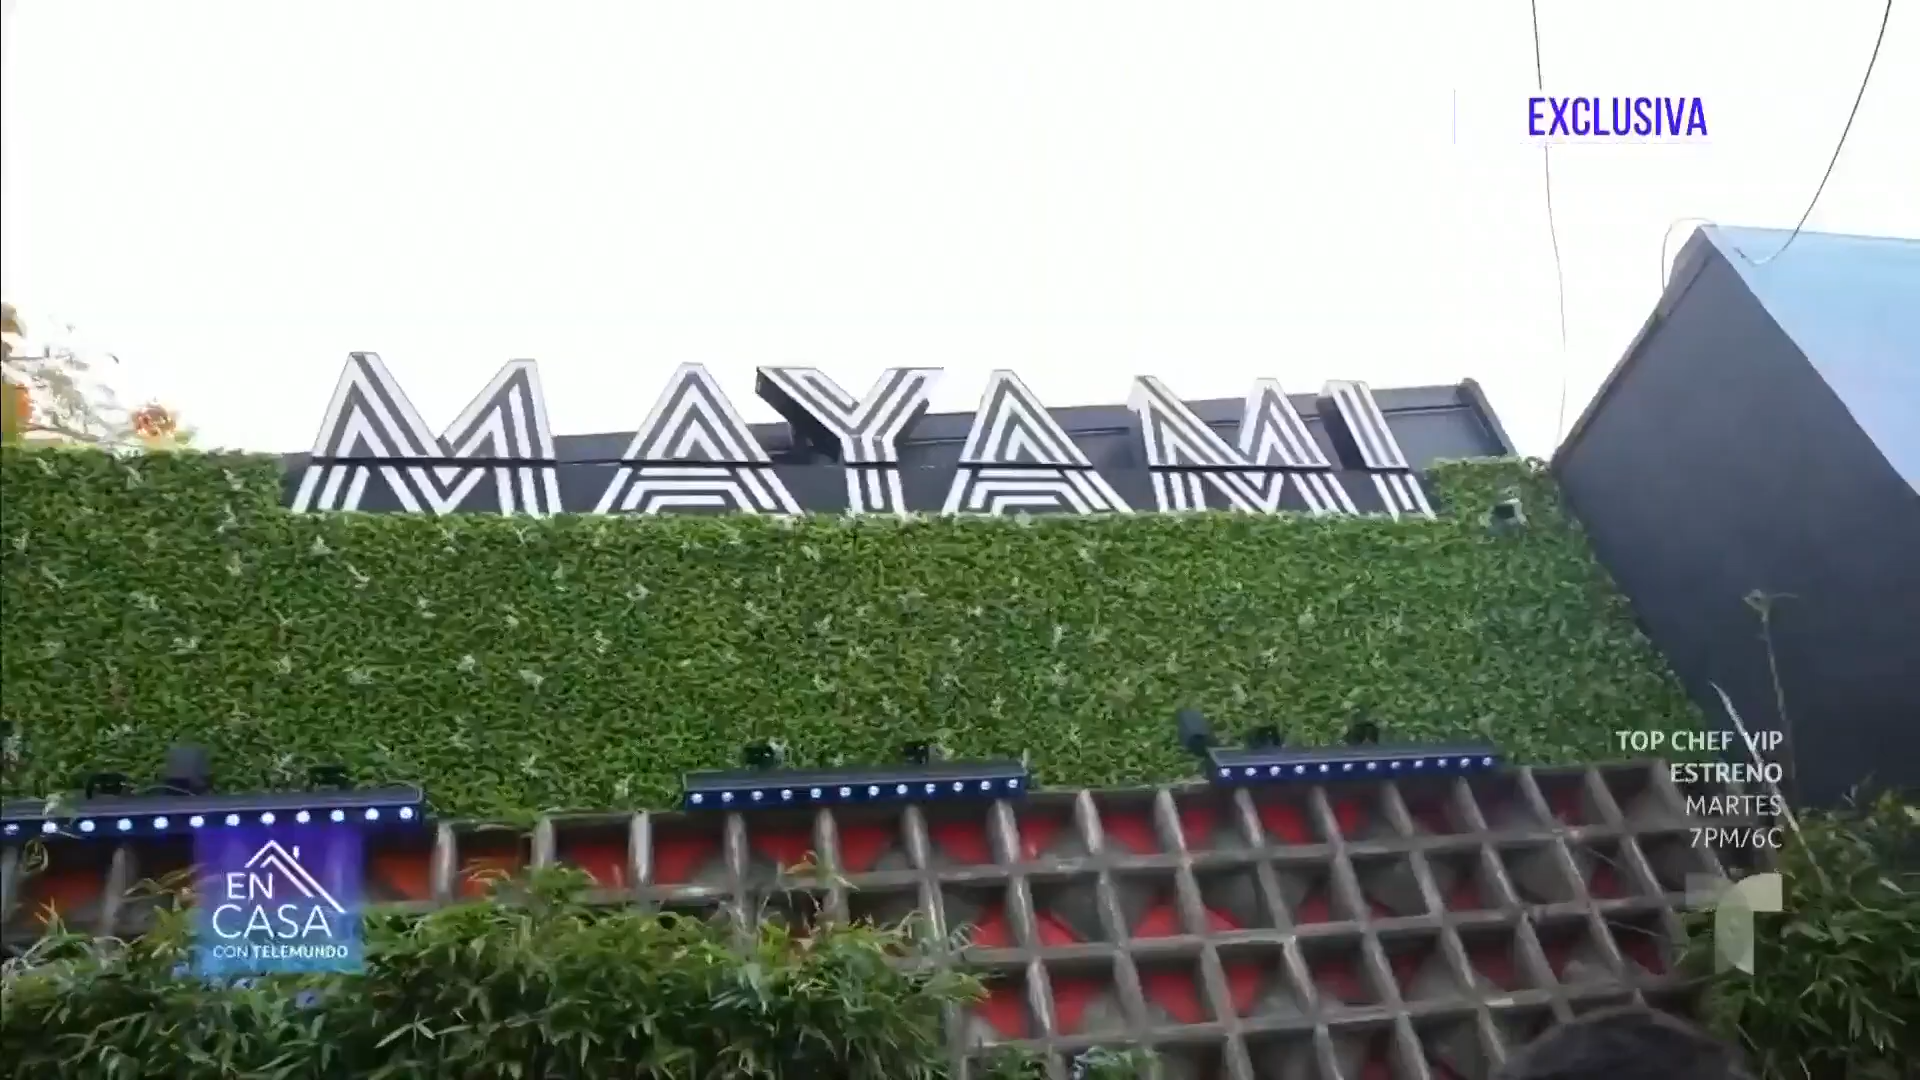 EXCLUSIVA
MAYAMI
TOP CHEF VIP
ESTRENO
MARTES
7PM/6C
EN
CASA
CON TELEMUNDO